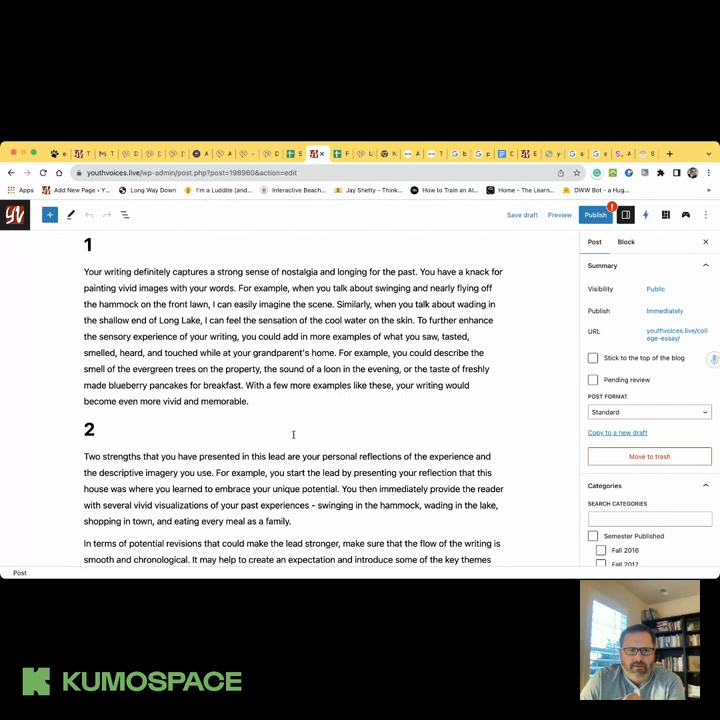 youthvoices.live/wp-admin/post.php?post=198960&action=edit
Apps
Add New Page ‹ Y...
Long Way Down
I'm a Luddite (and...
Interactive Beach...
Jay Shetty - Think...
How to Train an AI...
Home - The Learn...
DWW Bot - a Hug...
YV
Save draft
Preview
Publish
1
Your writing definitely captures a strong sense of nostalgia and longing for the past. You have a knack for
painting vivid images with your words. For example, when you talk about swinging and nearly flying off
the hammock on the front lawn, I can easily imagine the scene. Similarly, when you talk about wading in
the shallow end of Long Lake, I can feel the sensation of the cool water on the skin. To further enhance
the sensory experience of your writing, you could add in more examples of what you saw, tasted,
smelled, heard, and touched while at your grandparent's home. For example, you could describe the
smell of the evergreen trees on the property, the sound of a loon in the evening, or the taste of freshly
made blueberry pancakes for breakfast. With a few more examples like these, your writing would
become even more vivid and memorable.
2
Two strengths that you have presented in this lead are your personal reflections of the experience and
the descriptive imagery you use. For example, you start the lead by presenting your reflection that this
house was where you learned to embrace your unique potential. You then immediately provide the reader
with several vivid visualizations of your past experiences - swinging in the hammock, wading in the lake,
shopping in town, and eating every meal as a family.
In terms of potential revisions that could make the lead stronger, make sure that the flow of the writing is
smooth and chronological. It may help to create an expectation and introduce some of the key themes
Post
Block
Summary
Visibility
Public
Publish
Immediately
URL
youthvoices.live/coll
ege-essay/
Stick to the top of the blog
Pending review
POST FORMAT
Standard
Copy to a new draft
Move to trash
Categories
SEARCH CATEGORIES
Semester Published
Fall 2016
Fall 2017
Post
KUMOSPACE